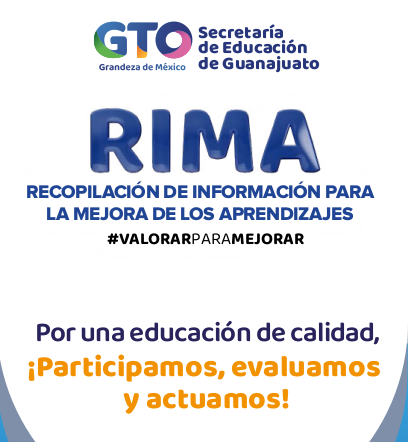 GTO
Grandeza de México
Secretaría
de Educación
de Guanajuato
RIMA
RECOPILACIÓN DE INFORMACIÓN PARA
LA MEJORA DE LOS APRENDIZAJES
#VALORARPARAMEJORAR
Por una educación de calidad,
¡Participamos, evaluamos
y actuamos!